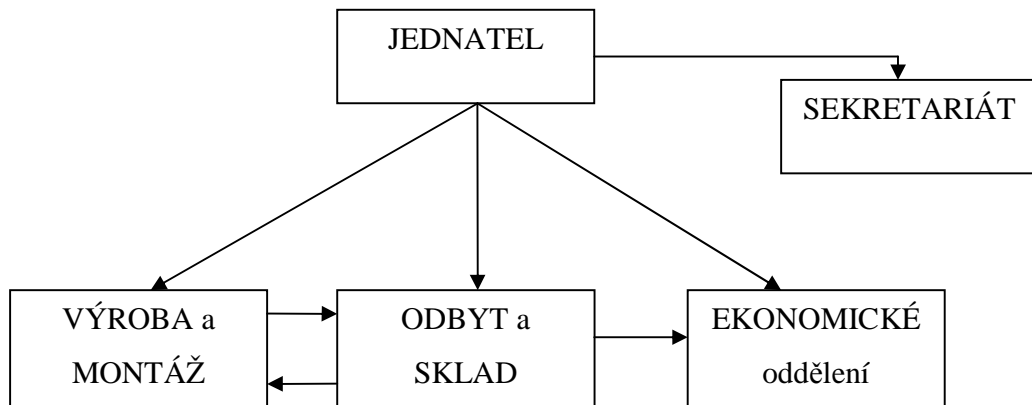 JEDNATEL
SEKRETARIÁT
VÝROBA a
MONTÁŽ
ODBYT a
SKLAD
EKONOMICKÉ
oddělení